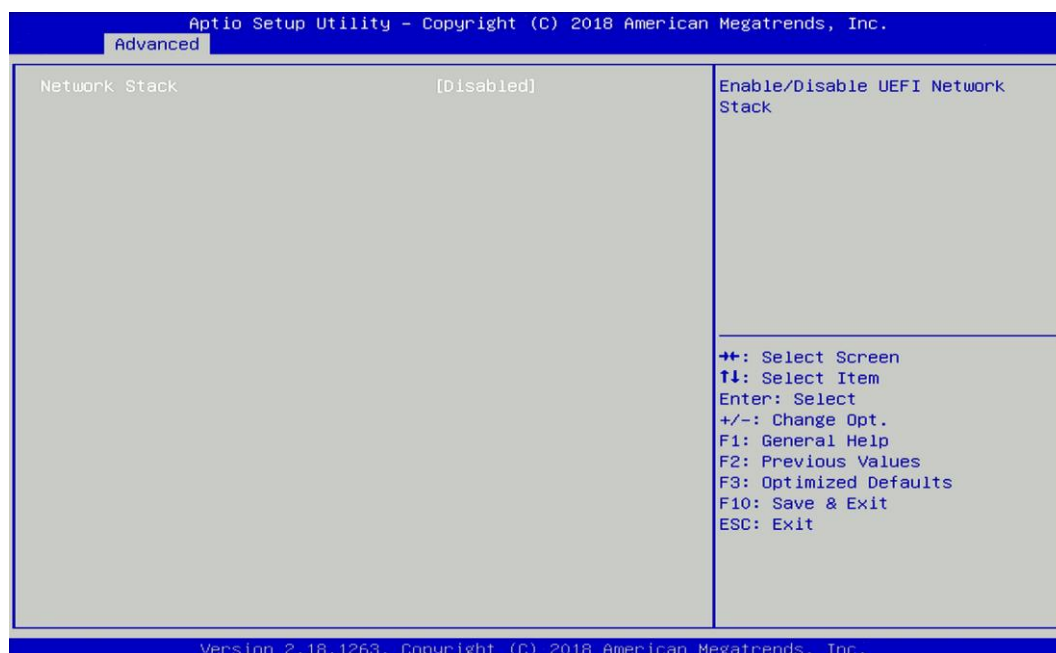 Aptio Setup Utility – Copyright (C) 2018 American Megatrends, Inc.
Advanced
Network Stack [Disabled]
Enable/Disable UEFI Network
Stack
→←: Select Screen
↑↓: Select Item
Enter: Select
+/-: Change Opt.
F1: General Help
F2: Previous Values
F3: Optimized Defaults
F10: Save & Exit
ESC: Exit
Version 2.18.1263. Copyright (C) 2018 American Megatrends, Inc.